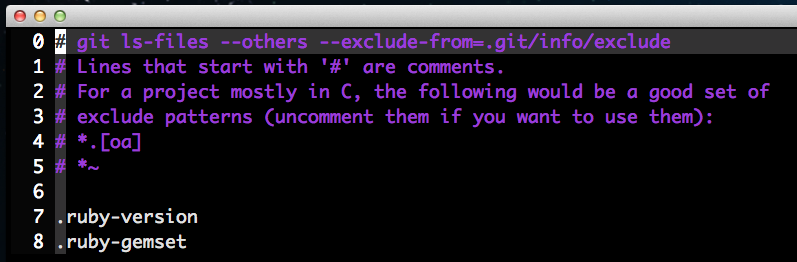 0 # git ls-files --others --exclude-from=.git/info/exclude
1 # Lines that start with '#' are comments.
2 # For a project mostly in C, the following would be a good set of
3 # exclude patterns (uncomment them if you want to use them):
4 # *.[oa]
5 # *~
6
7 .ruby-version
8 .ruby-gemset